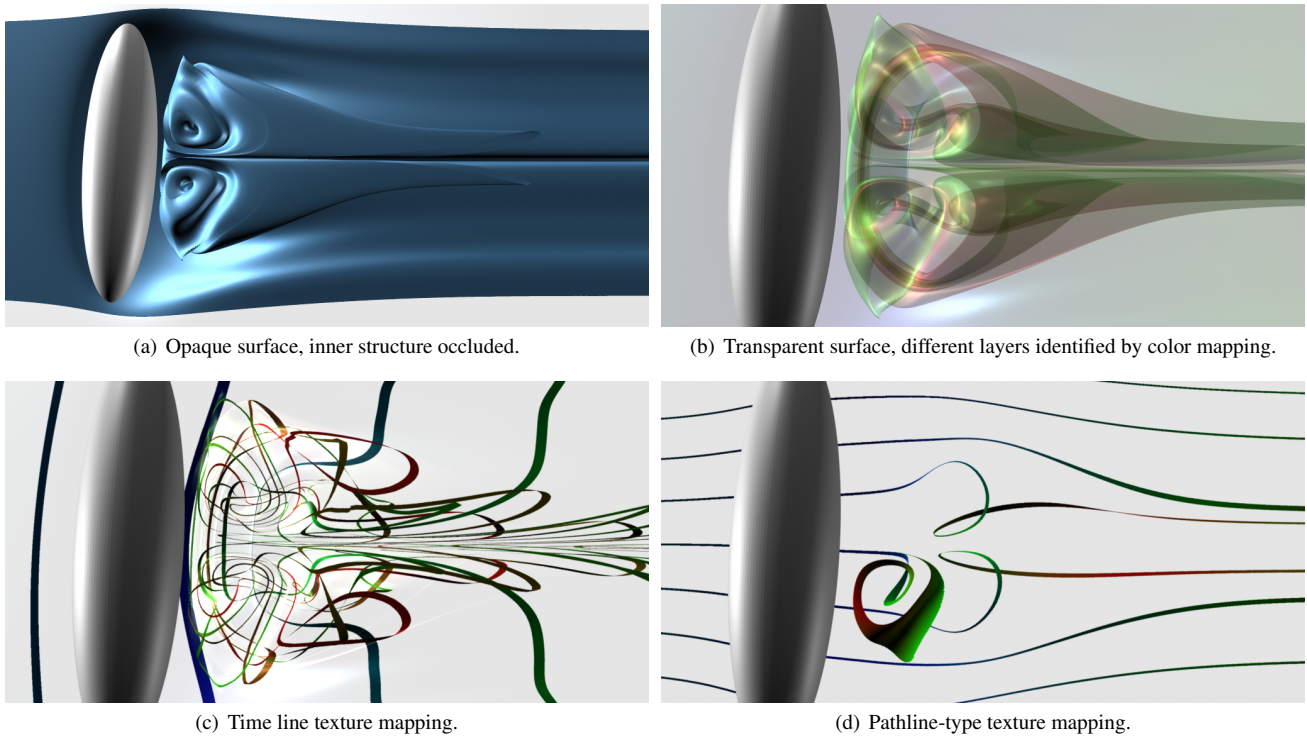 (a) Opaque surface, inner structure occluded.
(b) Transparent surface, different layers identified by color mapping.
(c) Time line texture mapping.
(d) Pathline-type texture mapping.